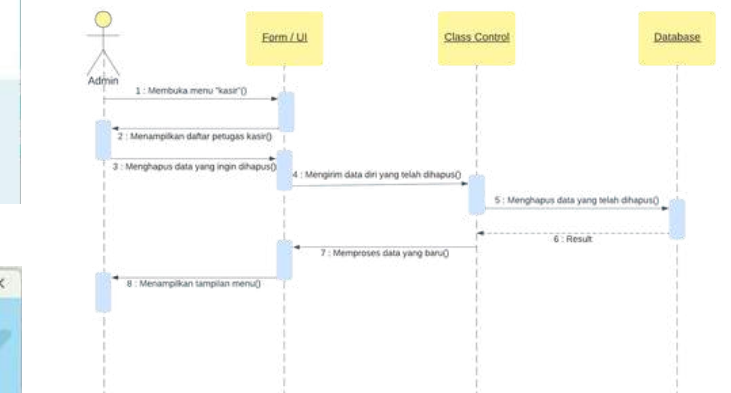 Form / UI
Class Control
Database
Admin
1 : Membuka menu "kasir"()
2 : Menampilkan daftar petugas kasir()
3 : Menghapus data yang ingin dihapus()
4 : Mengirim data diri yang telah dihapus()
5 : Menghapus data yang telah dihapus()
6 : Result
7 : Memproses data yang baru()
8 : Menampilkan tampilan menu()